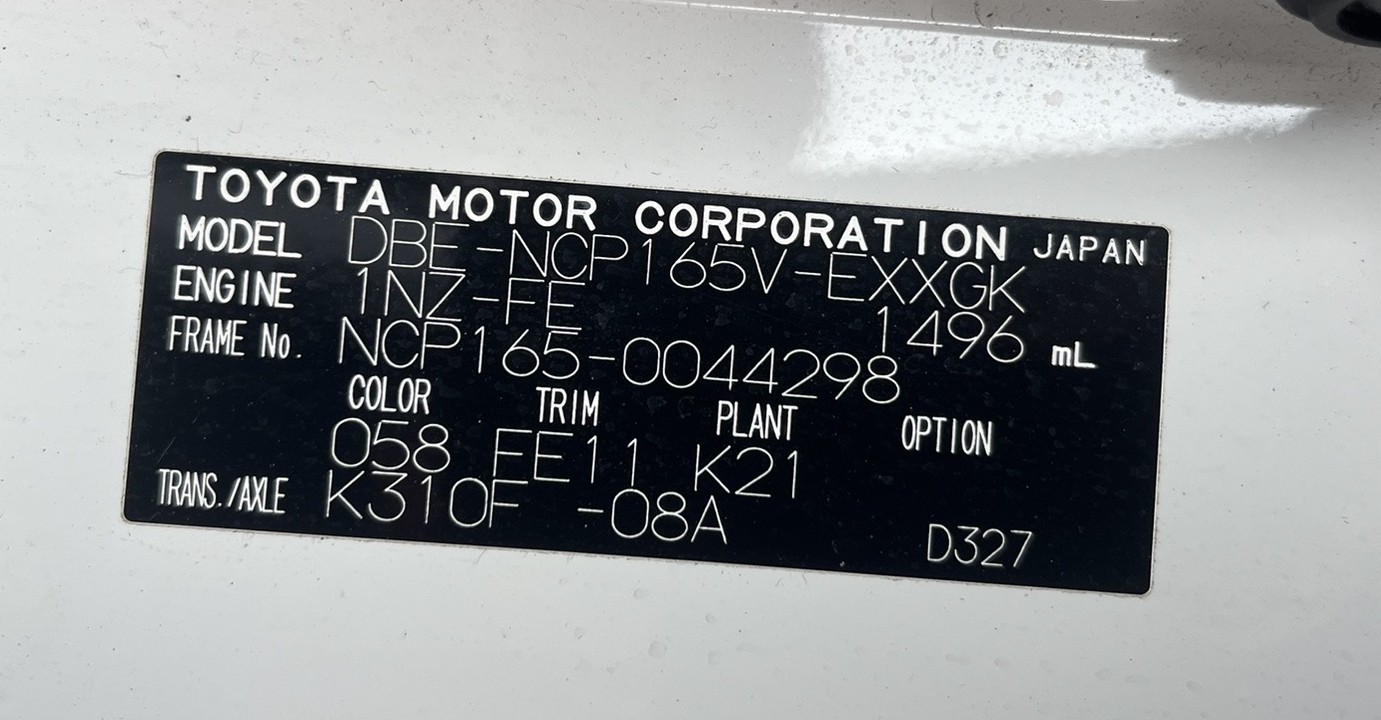 TOYOTA MOTOR CORPORATION JAPAN
MODEL DBE-NCP165V-EXXGK
ENGINE 1NZ-FE 1496 mL
FRAME No. NCP165-0044298
COLOR TRIM PLANT OPTION
058 FE11 K21
TRANS./AXLE K310F -08A
D327